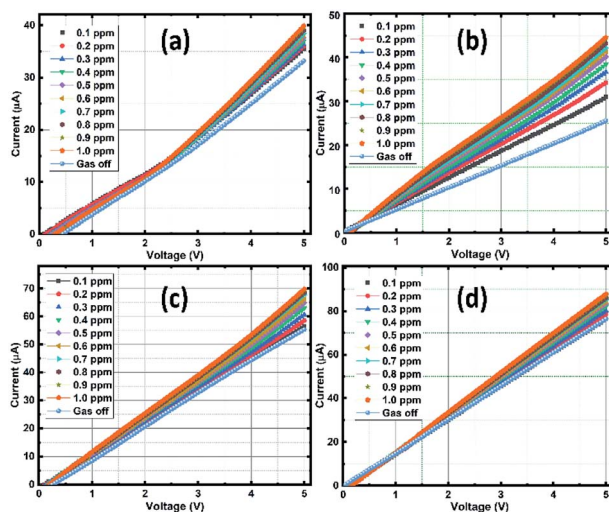 (a)
0.1 ppm
0.2 ppm
0.3 ppm
0.4 ppm
0.5 ppm
0.6 ppm
0.7 ppm
0.8 ppm
0.9 ppm
1.0 ppm
Gas off
Current (μA)
40
30
20
10
0
0 1 2 3 4 5
Voltage (V)
(b)
0.1 ppm
0.2 ppm
0.3 ppm
0.4 ppm
0.5 ppm
0.6 ppm
0.7 ppm
0.8 ppm
0.9 ppm
1.0 ppm
Gas off
Current (μA)
50
40
30
20
10
0
0 1 2 3 4 5
Voltage (V)
(c)
0.1 ppm
0.2 ppm
0.3 ppm
0.4 ppm
0.5 ppm
0.6 ppm
0.7 ppm
0.8 ppm
0.9 ppm
1.0 ppm
Gas off
Current (μA)
70
60
50
40
30
20
10
0
0 1 2 3 4 5
Voltage (V)
(d)
0.1 ppm
0.2 ppm
0.3 ppm
0.4 ppm
0.5 ppm
0.6 ppm
0.7 ppm
0.8 ppm
0.9 ppm
1.0 ppm
Gas off
Current (μA)
100
80
60
40
20
0
0 1 2 3 4 5
Voltage (V)